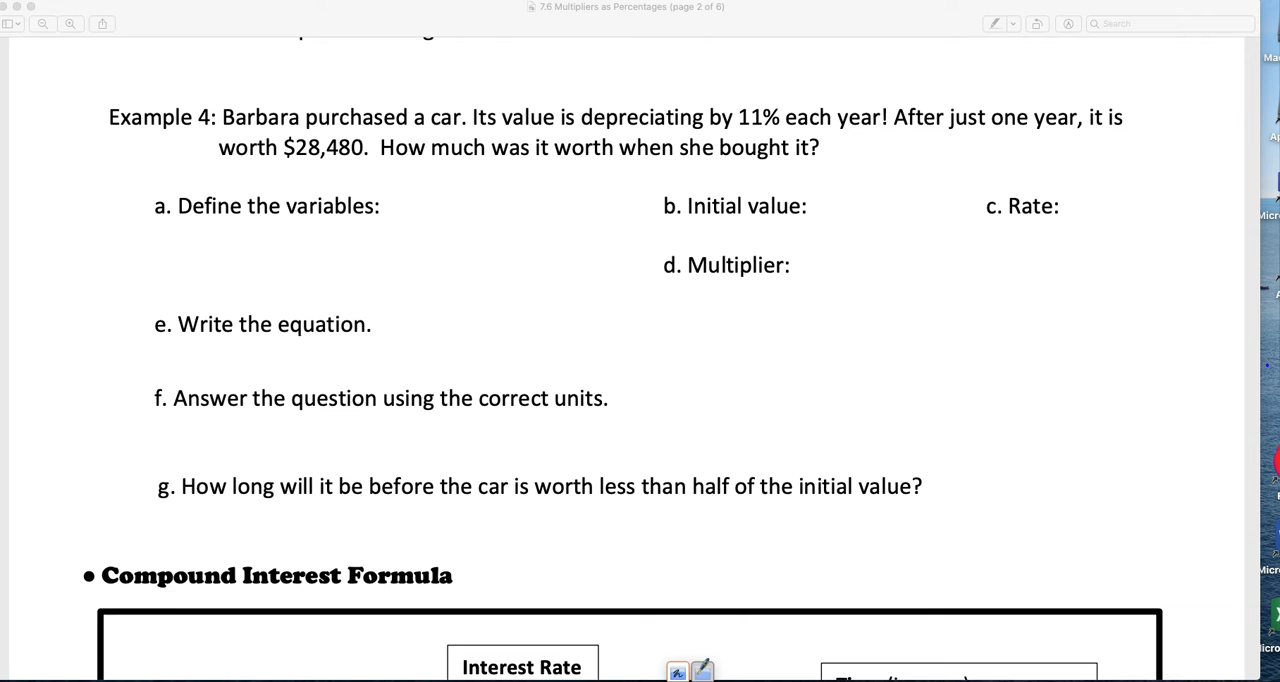 7.6 Multipliers as Percentages (page 2 of 6)
Search
Example 4: Barbara purchased a car. Its value is depreciating by 11% each year! After just one year, it is
worth $28,480. How much was it worth when she bought it?
a. Define the variables:
b. Initial value:
c. Rate:
d. Multiplier:
e. Write the equation.
f. Answer the question using the correct units.
g. How long will it be before the car is worth less than half of the initial value?
• Compound Interest Formula
Interest Rate